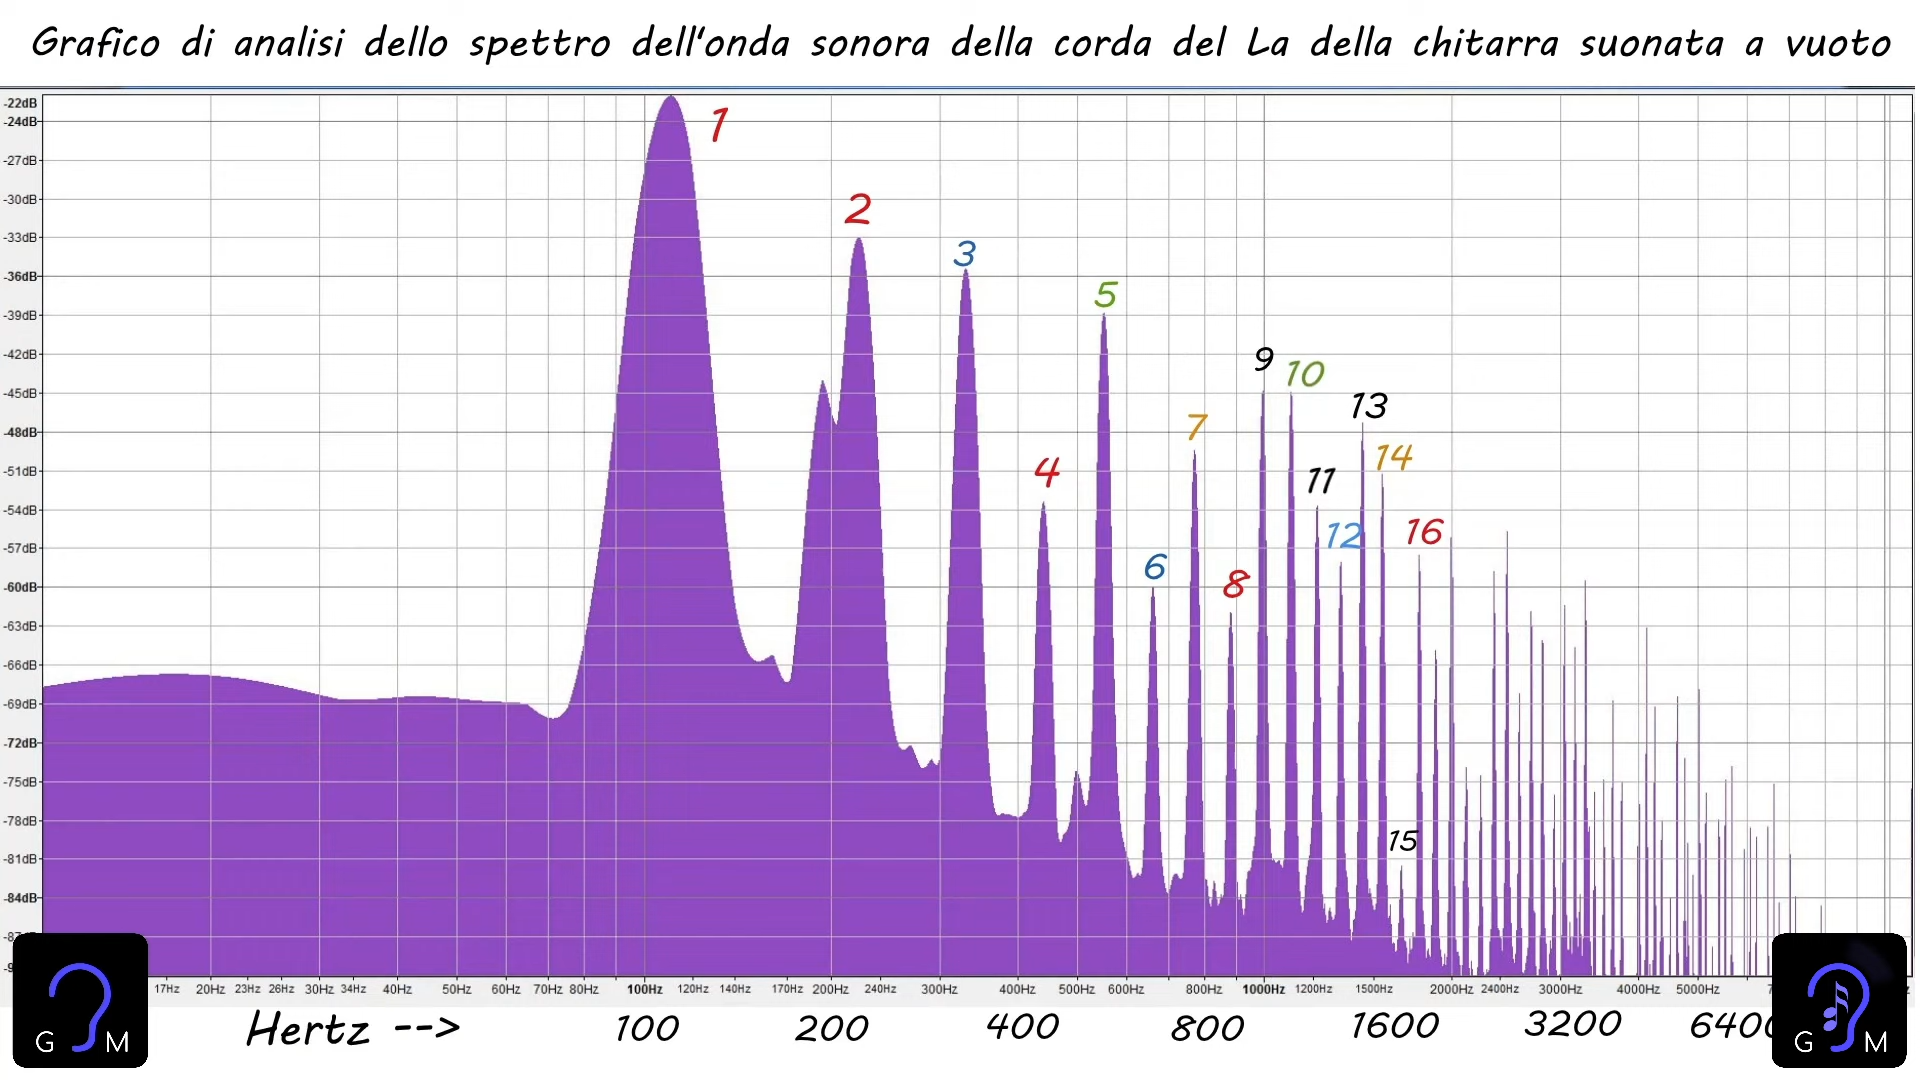 Grafico di analisi dello spettro dell'onda sonora della corda del La della chitarra suonata a vuoto
-22dB
-24dB
-27dB
-30dB
-33dB
-36dB
-39dB
-42dB
-45dB
-48dB
-51dB
-54dB
-57dB
-60dB
-63dB
-66dB
-69dB
-72dB
-75dB
-78dB
-81dB
-84dB
1
2
3
4
5
6
7
8
9
10
11
12
13
14
15
16
17Hz 20Hz 23Hz 26Hz 30Hz 34Hz 40Hz 50Hz 60Hz 70Hz 80Hz 100Hz 120Hz 140Hz 170Hz 200Hz 240Hz 300Hz 400Hz 500Hz 600Hz 800Hz 1000Hz 1200Hz 1500Hz 2000Hz 2400Hz 3000Hz 4000Hz 5000Hz
Hertz --> 100 200 400 800 1600 3200 6400
G M
G M